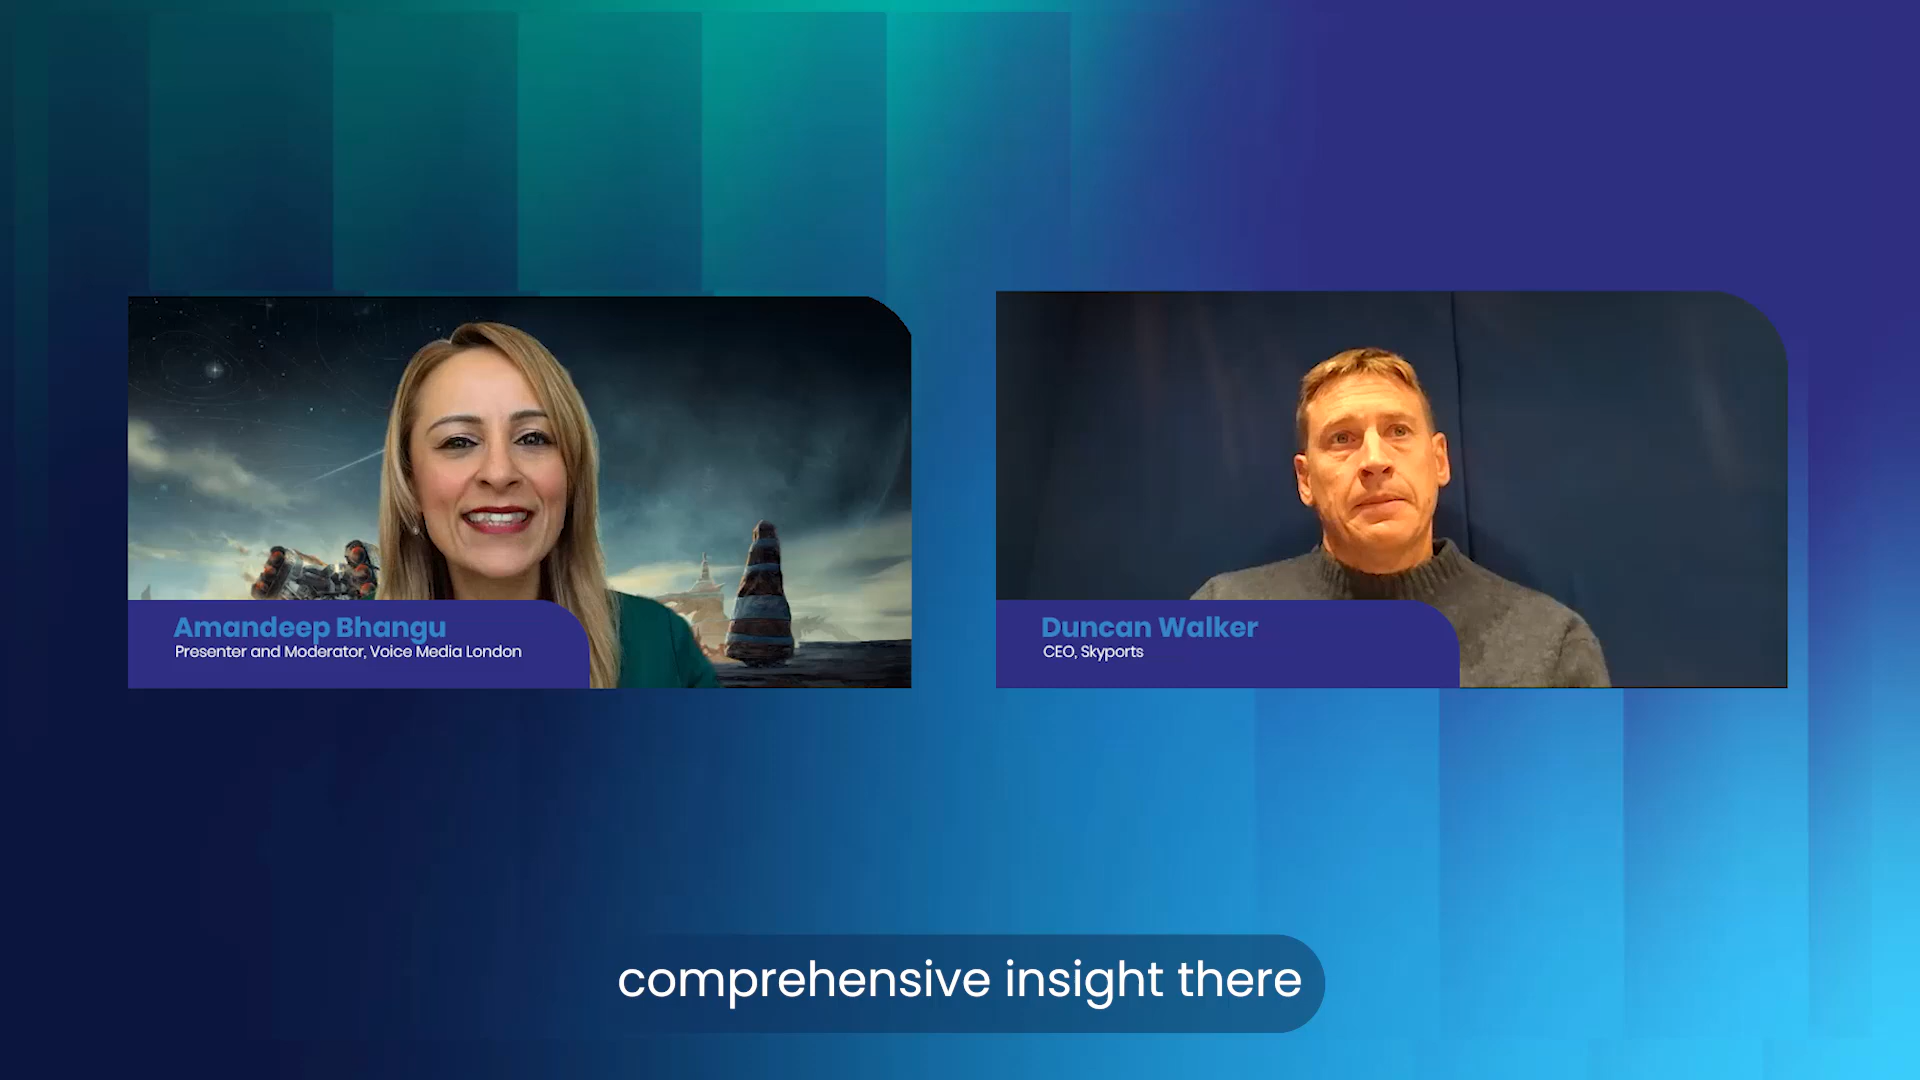 Amandeep Bhangu
Presenter and Moderator, Voice Media London
Duncan Walker
CEO, Skyports
comprehensive insight there